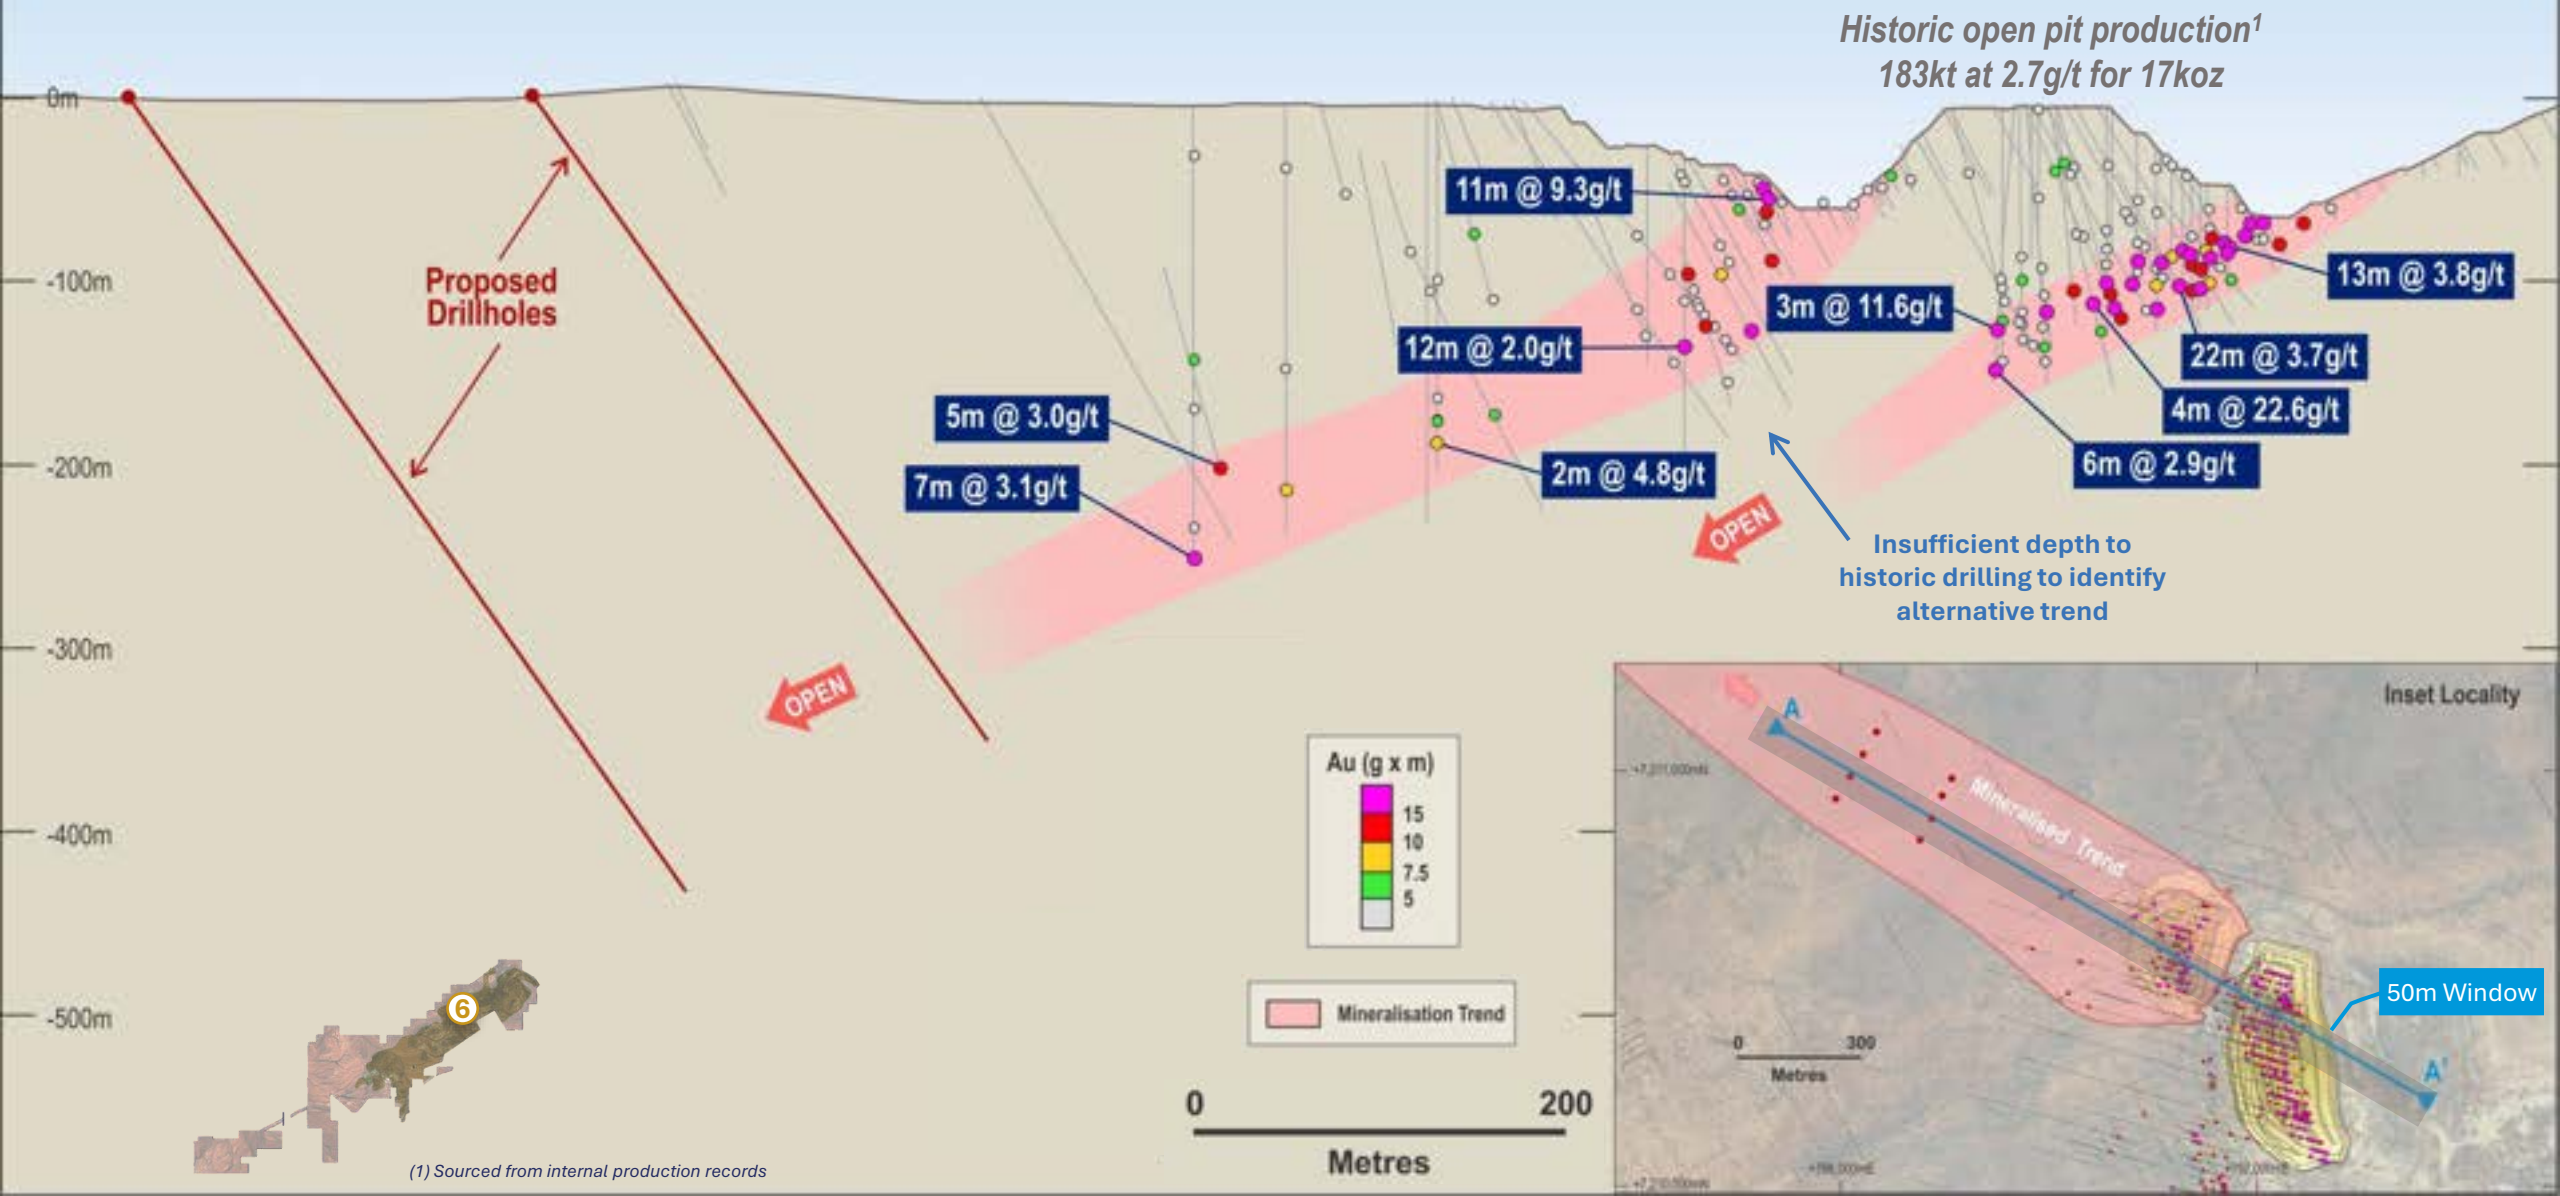 Historic open pit production¹
183kt at 2.7g/t for 17koz
0m
-100m
-200m
-300m
-400m
-500m
Proposed
Drillholes
11m @ 9.3g/t
12m @ 2.0g/t
3m @ 11.6g/t
13m @ 3.8g/t
22m @ 3.7g/t
4m @ 22.6g/t
6m @ 2.9g/t
5m @ 3.0g/t
7m @ 3.1g/t
2m @ 4.8g/t
OPEN
OPEN
Insufficient depth to
historic drilling to identify
alternative trend
Au (g x m)
15
10
7.5
5
Mineralisation Trend
0 200
Metres
Inset Locality
A
Mineralised Trend
50m Window
A'
0 300
Metres
6
(1) Sourced from internal production records